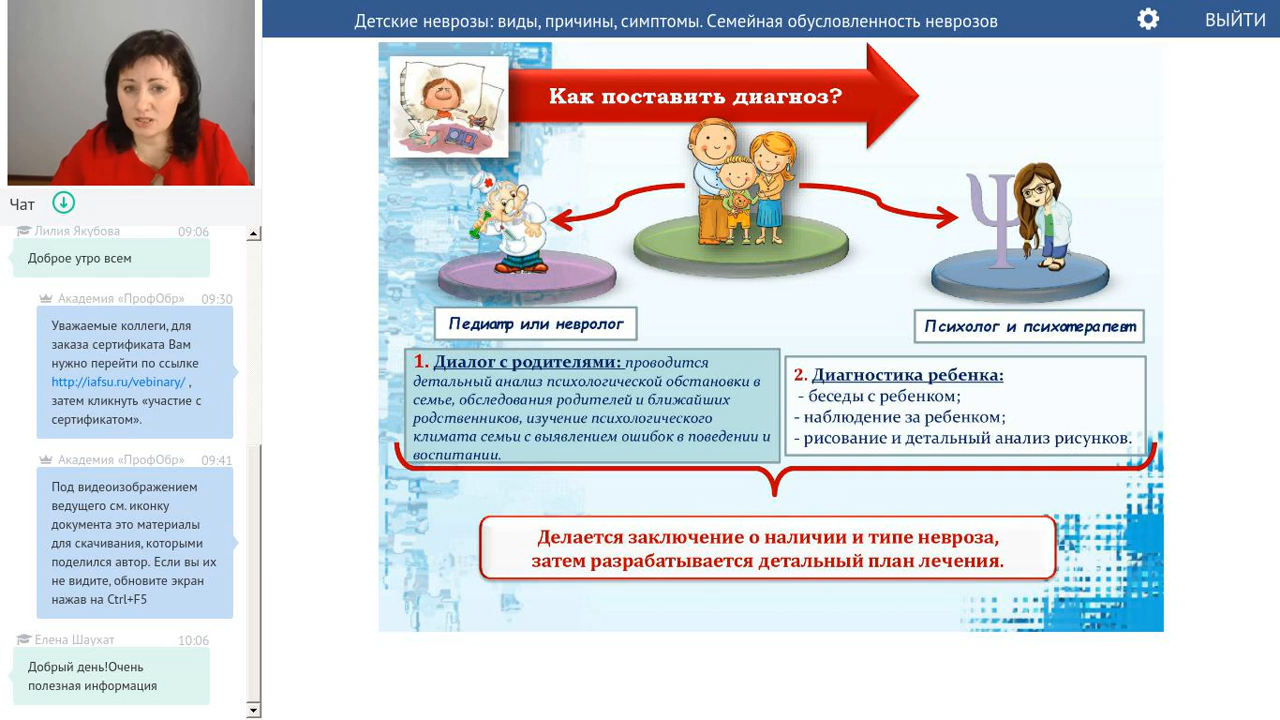 Детские неврозы: виды, причины, симптомы. Семейная обусловленность неврозов
ВЫЙТИ
Чат
Лилия Якубова 09:06
Доброе утро всем
Академия «ПрофОбр» 09:30
Уважаемые коллеги, для
заказа сертификата Вам
нужно перейти по ссылке
http://iafsu.ru/vebinary/ ,
затем кликнуть «участие с
сертификатом».
Академия «ПрофОбр» 09:41
Под видеоизображением
ведущего см. иконку
документа это материалы
для скачивания, которыми
поделился автор. Если вы их
не видите, обновите экран
нажав на Ctrl+F5
Елена Шаухат 10:06
Добрый день!Очень
полезная информация
Как поставить диагноз?
Ψ
Педиатр или невролог
Психолог и психотерапевт
1. Диалог с родителями: проводится
детальный анализ психологической обстановки в
семье, обследования родителей и ближайших
родственников, изучение психологического
климата семьи с выявлением ошибок в поведении и
воспитании.
2. Диагностика ребенка:
- беседы с ребенком;
- наблюдение за ребенком;
- рисование и детальный анализ рисунков.
Делается заключение о наличии и типе невроза,
затем разрабатывается детальный план лечения.